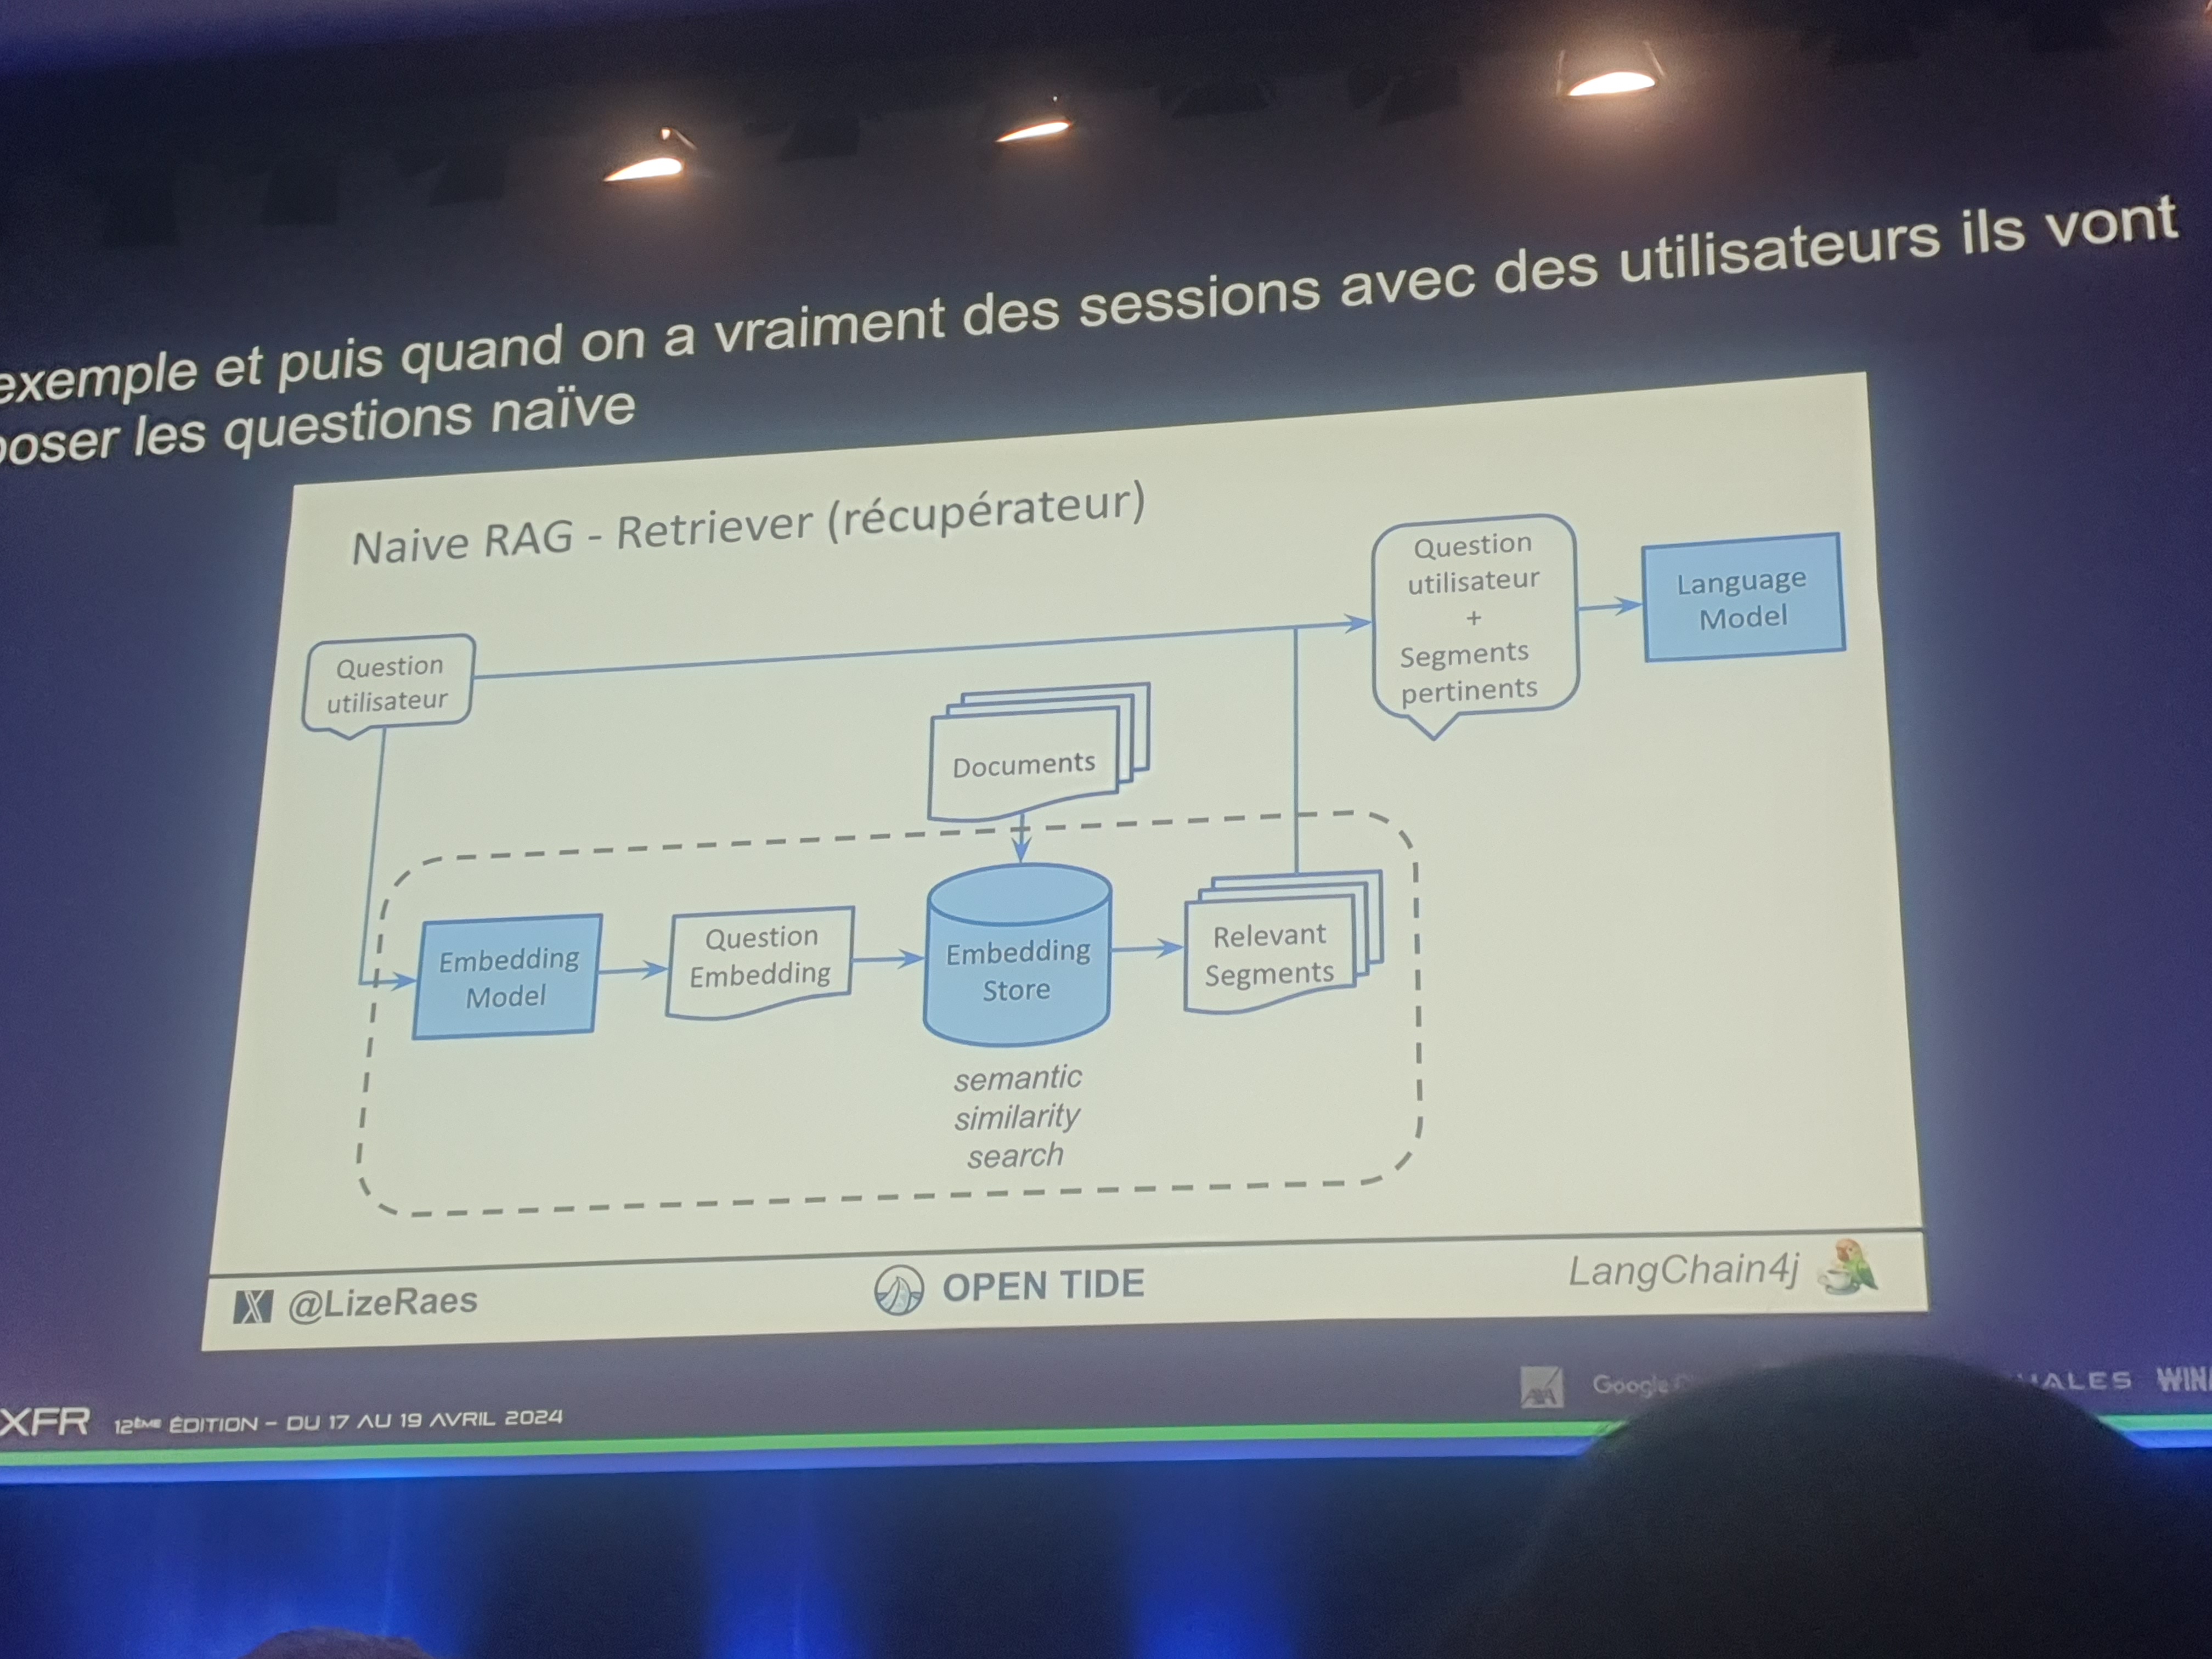 exemple et puis quand on a vraiment des sessions avec des utilisateurs ils vont
poser les questions naïve
Naive RAG - Retriever (récupérateur)
Question
utilisateur
Question
utilisateur
+
Segments
pertinents
Language
Model
Documents
Embedding
Model
Question
Embedding
Embedding
Store
Relevant
Segments
semantic
similarity
search
X @LizeRaes
OPEN TIDE
LangChain4j
XFR 12ÈME ÉDITION – DU 17 AU 19 AVRIL 2024
AXA Google